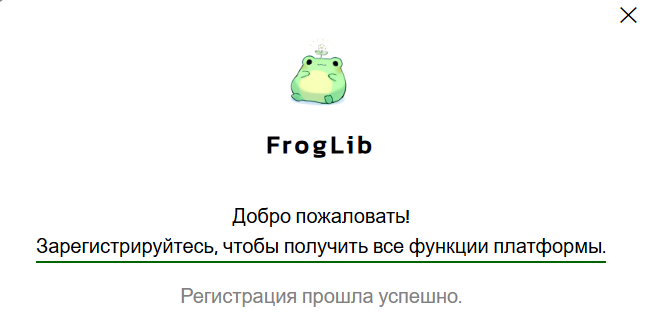 FrogLib
Добро пожаловать!
Зарегистрируйтесь, чтобы получить все функции платформы.
Регистрация прошла успешно.